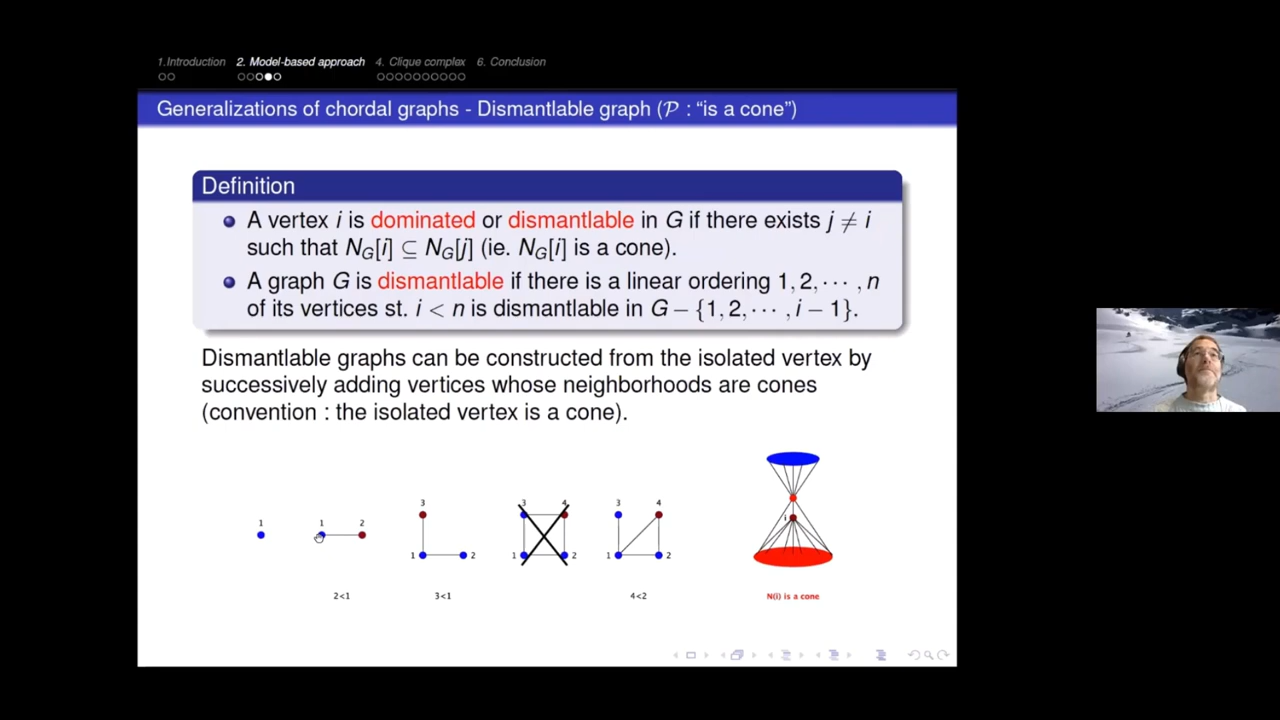 1.Introduction 2. Model-based approach 4. Clique complex 6. Conclusion
Generalizations of chordal graphs - Dismantlable graph (𝒫 : “is a cone”)
Definition
A vertex i is dominated or dismantlable in G if there exists j ≠ i
such that N_G[i] ⊆ N_G[j] (ie. N_G[i] is a cone).
A graph G is dismantlable if there is a linear ordering 1, 2, ⋯ , n
of its vertices st. i < n is dismantlable in G − {1, 2, ⋯ , i − 1}.
Dismantlable graphs can be constructed from the isolated vertex by
successively adding vertices whose neighborhoods are cones
(convention : the isolated vertex is a cone).
1
1 2
2<1
3
1 2
3<1
3 4
1 2
3 4
1 2
4<2
i
N(i) is a cone